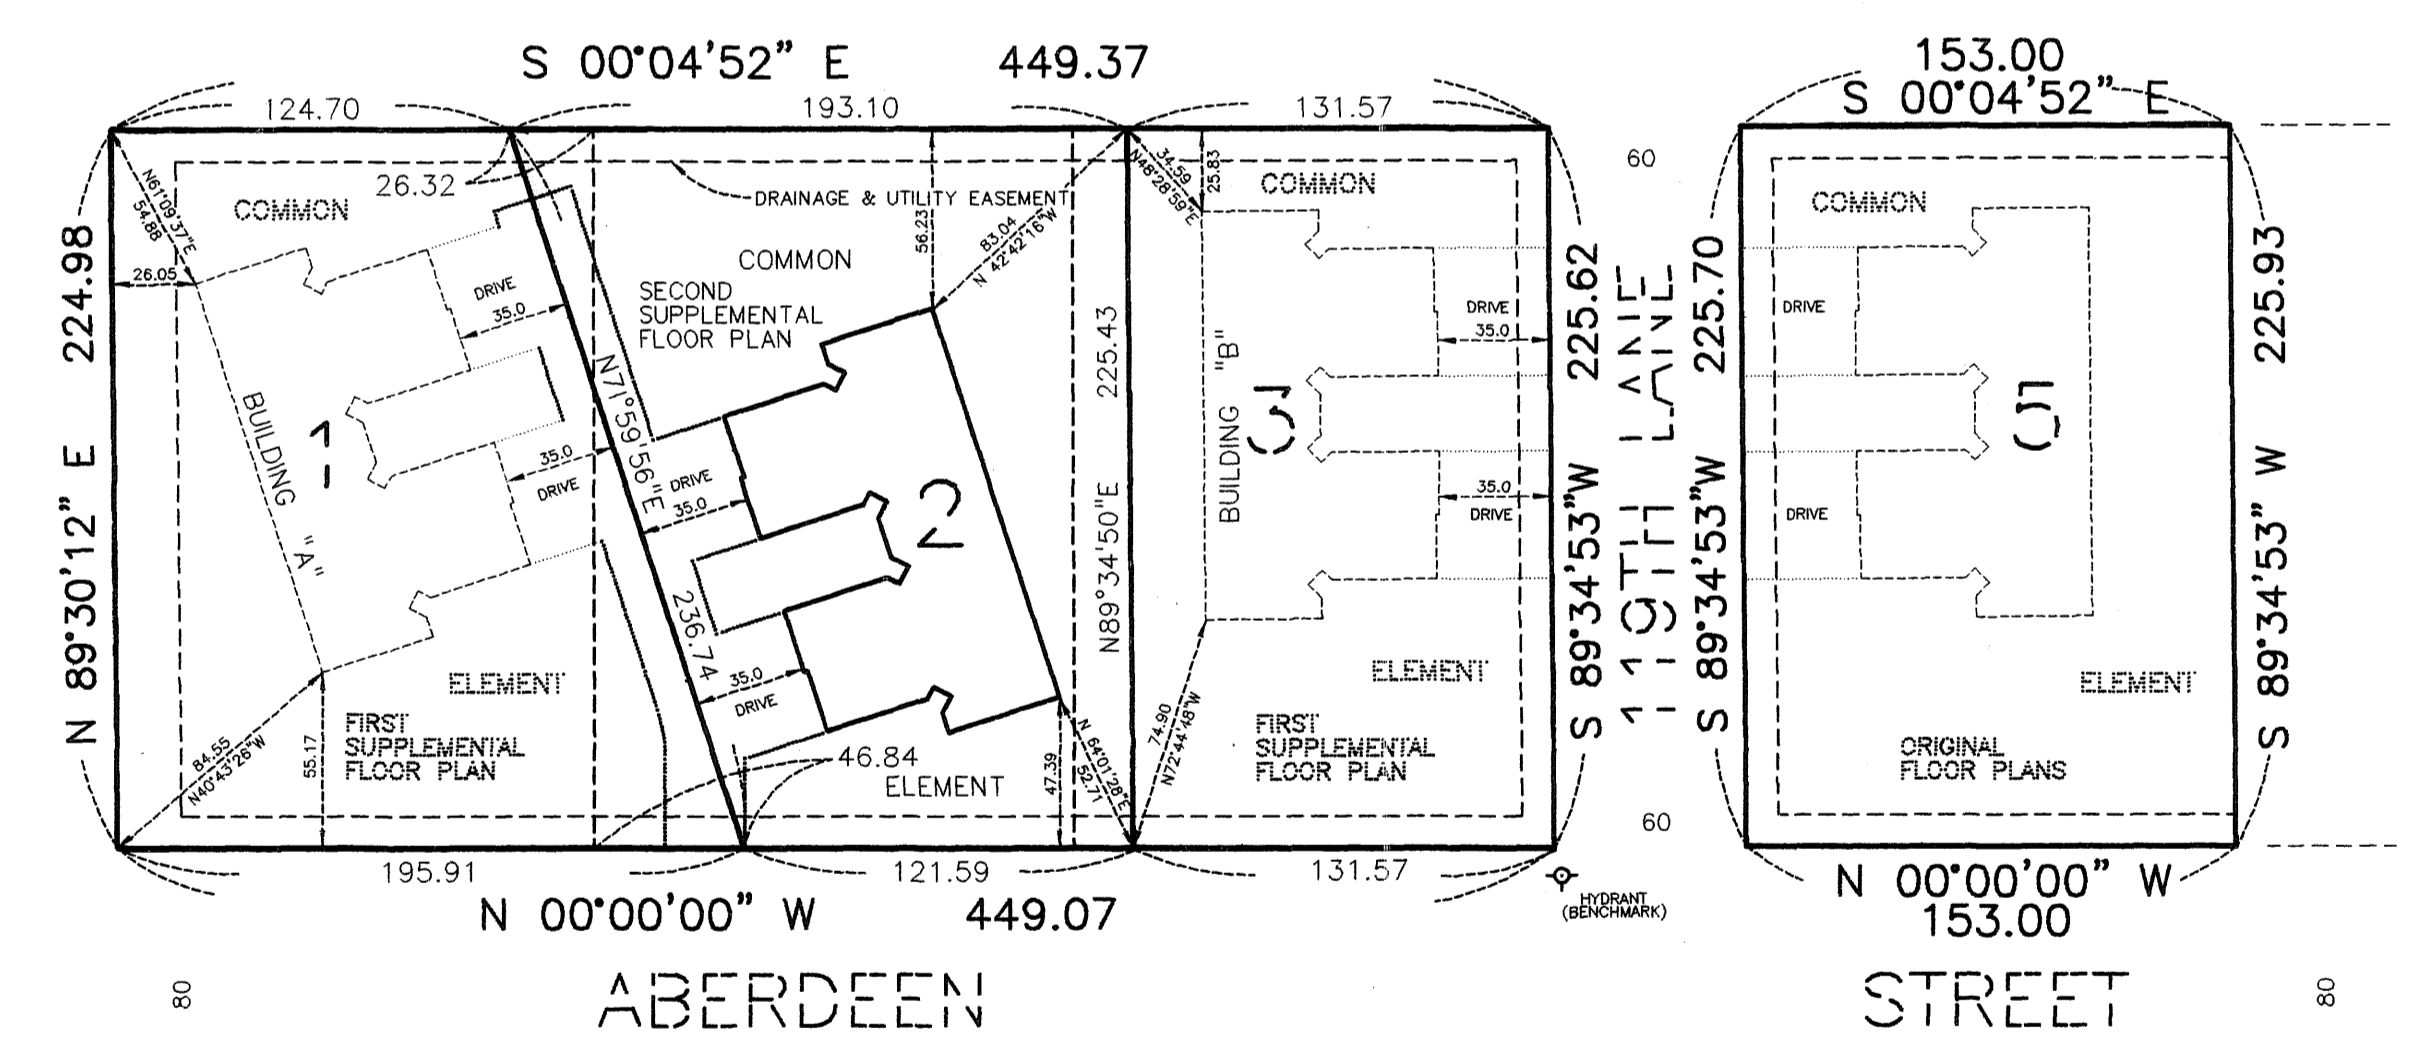 S 00°04'52" E 449.37
124.70
193.10
131.57
153.00
S 00°04'52" E
N 89°30'12" E 224.98
N61°09'37"E
54.88
26.05
26.32
COMMON
BUILDING "A"
1
DRIVE
35.0
35.0
DRIVE
ELEMENT
FIRST
SUPPLEMENTAL
FLOOR PLAN
84.55
N40°43'26"W
55.17
DRAINAGE & UTILITY EASEMENT
COMMON
SECOND
SUPPLEMENTAL
FLOOR PLAN
56.23
83.04
N 42°42'16"W
N71°59'56"E
236.74
DRIVE
35.0
2
35.0
DRIVE
46.84
ELEMENT
47.39
N 64°01'28"E
52.71
N89°34'50"E 225.43
34.59
N48°28'59"E
25.83
COMMON
BUILDING "B"
3
DRIVE
35.0
35.0
DRIVE
ELEMENT
FIRST
SUPPLEMENTAL
FLOOR PLAN
74.90
N72°44'48"W
S 89°34'53"W 225.62
60
119TH LANE
60
S 89°34'53"W 225.70
COMMON
DRIVE
5
DRIVE
ELEMENT
ORIGINAL
FLOOR PLANS
S 89°34'53" W 225.93
195.91
121.59
131.57
N 00°00'00" W 449.07
HYDRANT
(BENCHMARK)
N 00°00'00" W
153.00
80
ABERDEEN STREET
80